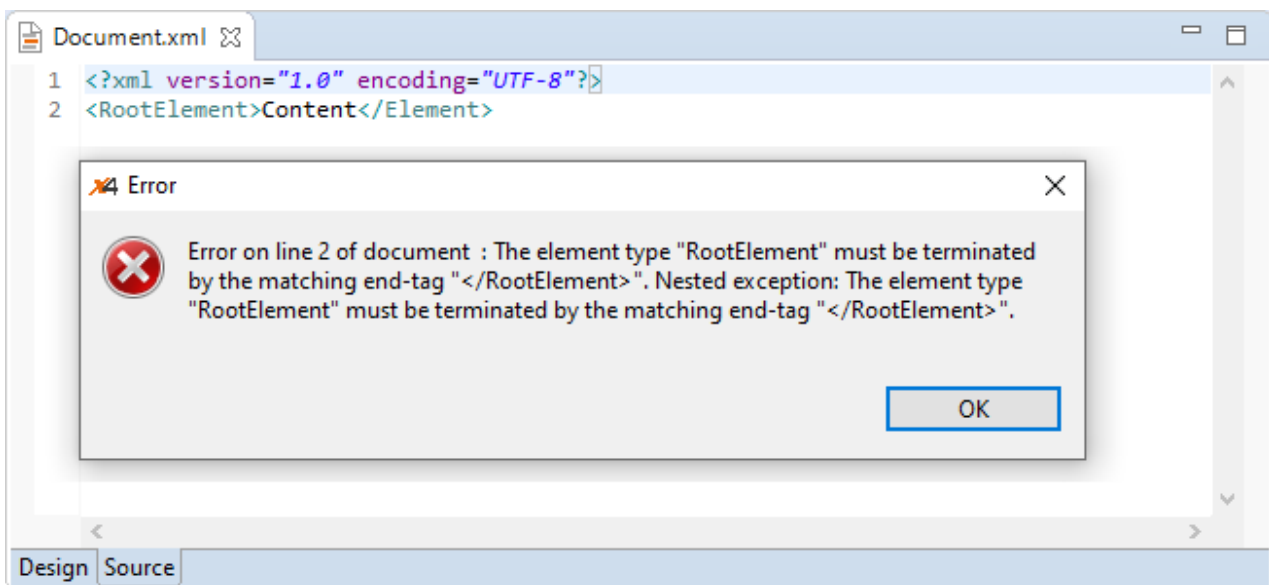 Document.xml
1 <?xml version="1.0" encoding="UTF-8"?>
2 <RootElement>Content</Element>
X4 Error
Error on line 2 of document  : The element type "RootElement" must be terminated
by the matching end-tag "</RootElement>". Nested exception: The element type
"RootElement" must be terminated by the matching end-tag "</RootElement>".
OK
Design Source